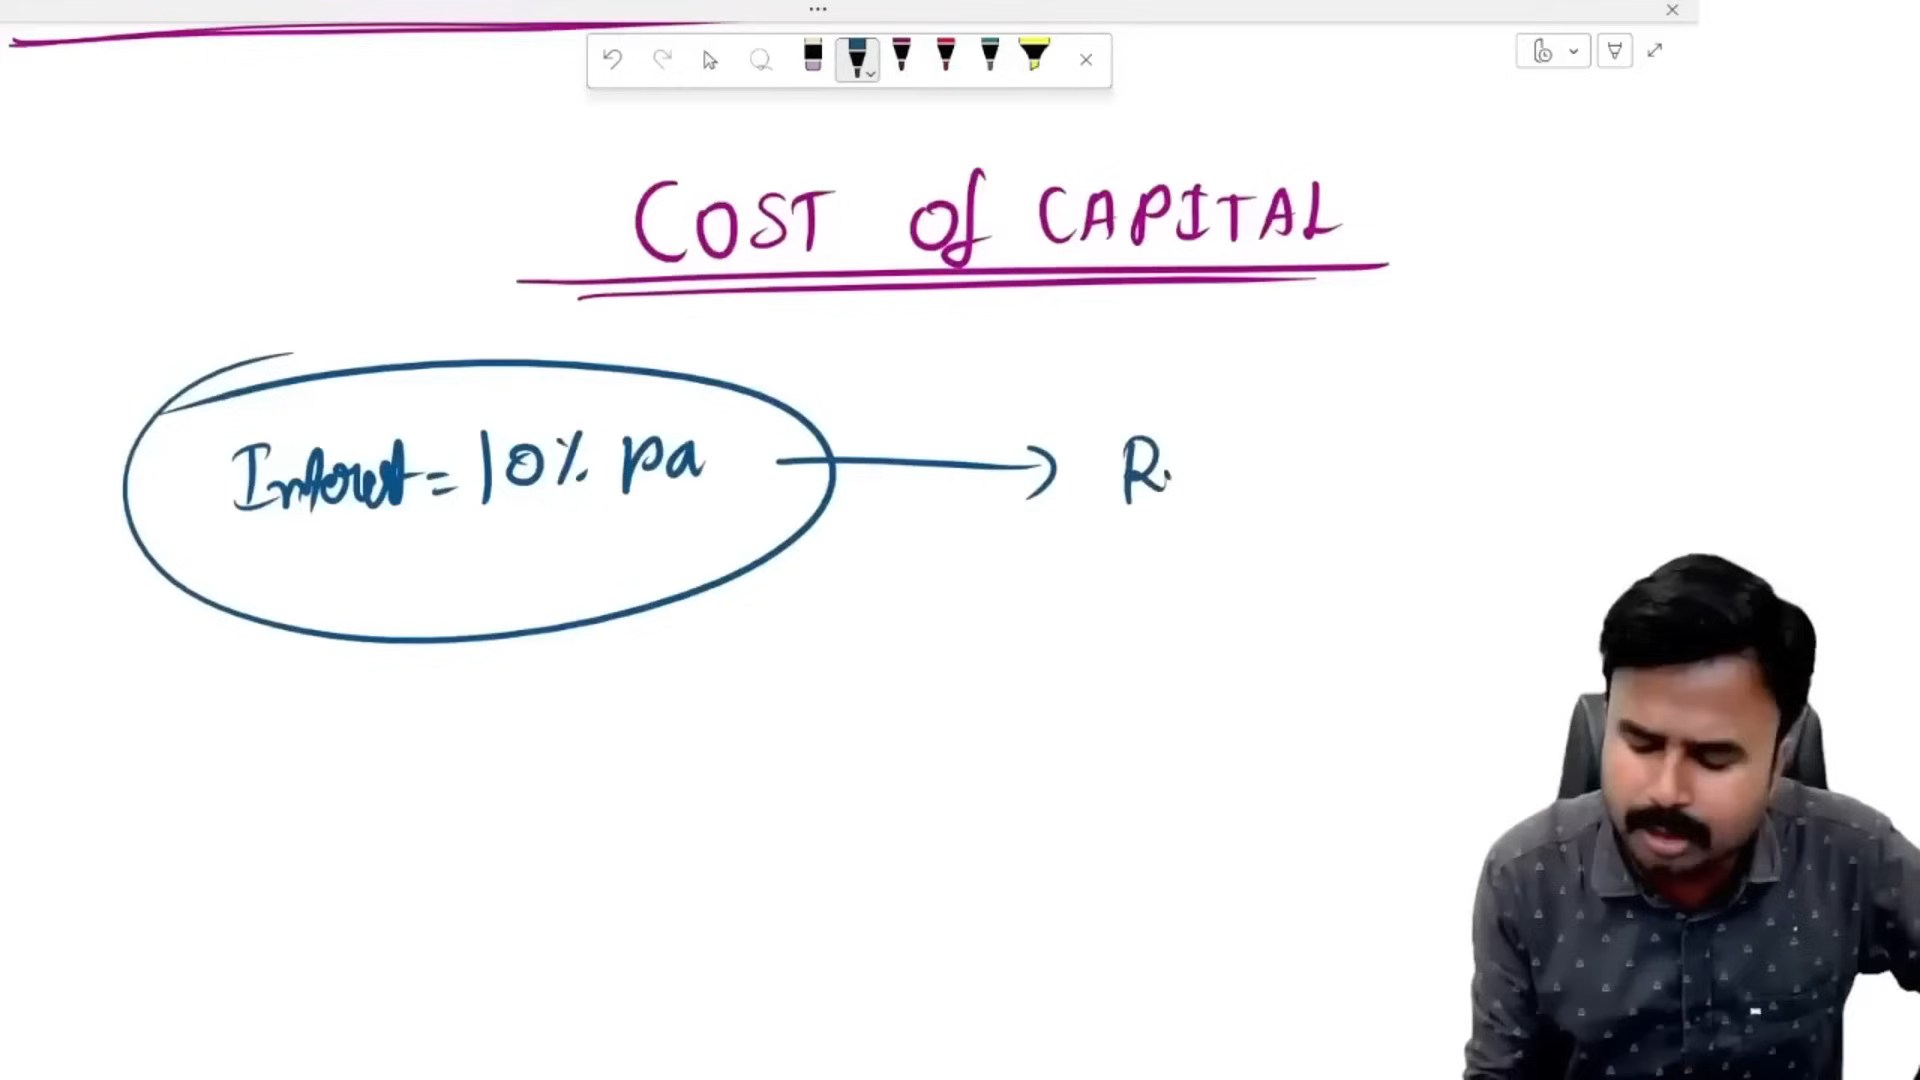 COST of CAPITAL
Interest = 10% pa → R